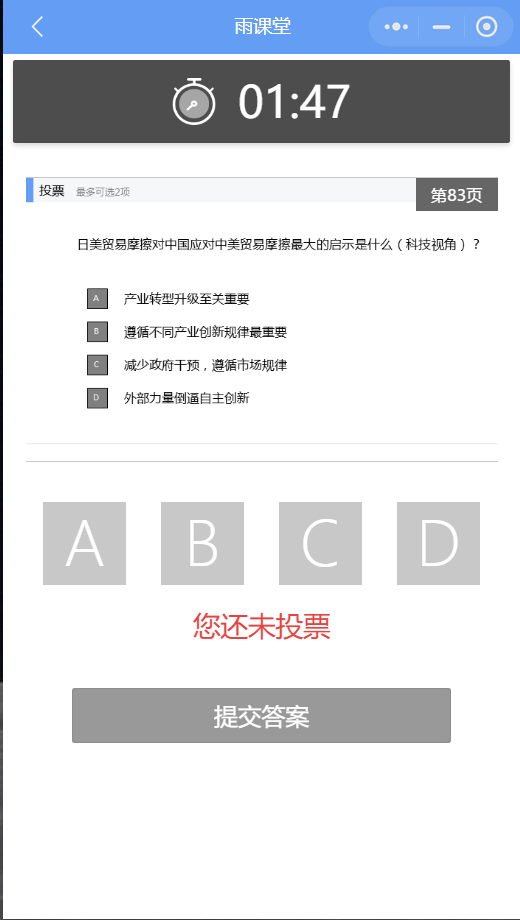 雨课堂
01:47
投票 最多可选2项
第83页
日美贸易摩擦对中国应对中美贸易摩擦最大的启示是什么（科技视角）？
A 产业转型升级至关重要
B 遵循不同产业创新规律最重要
C 减少政府干预，遵循市场规律
D 外部力量倒逼自主创新
A B C D
您还未投票
提交答案